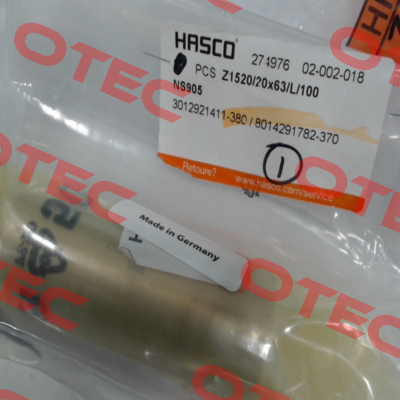 HASCO
274976 02-002-018
PCS Z1520/20x63/L/100
NS905
3012921411-380 / 8014291782-370
1
Retoure?
www.hasco.com/service
Made in Germany
H
OTEC
OTEC
OTEC
OTEC
OTEC